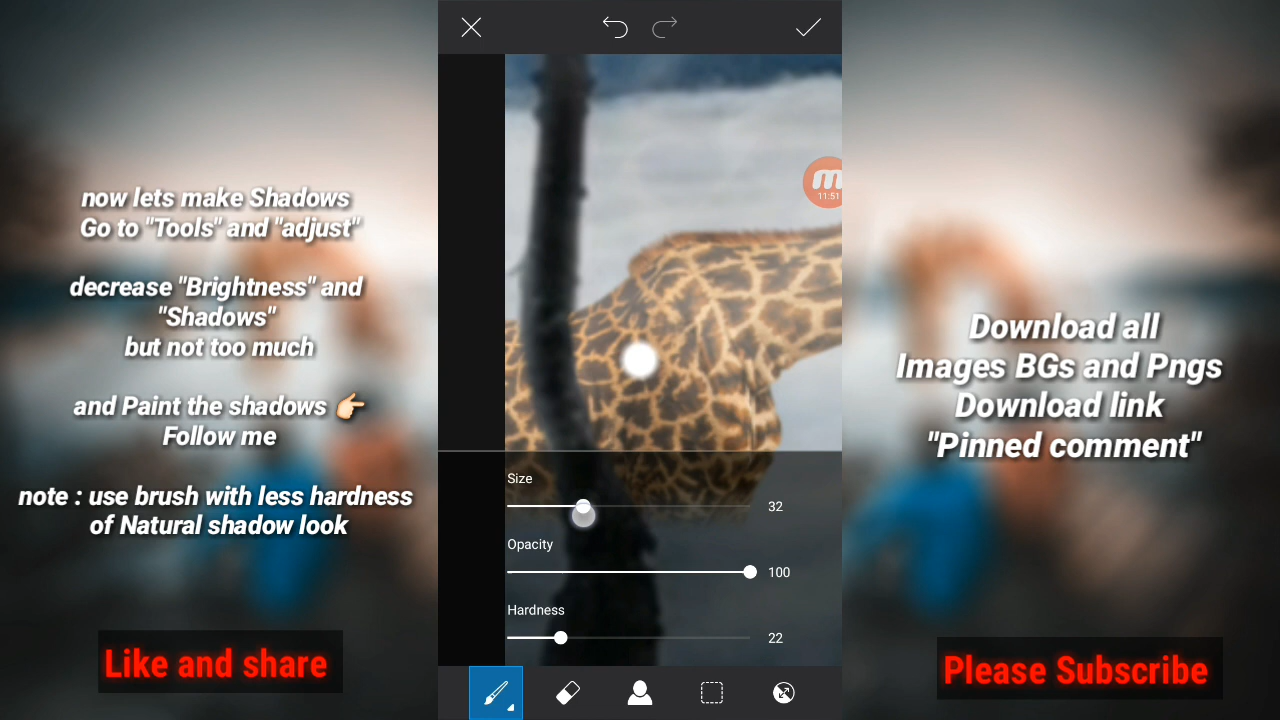 now lets make Shadows
Go to "Tools" and "adjust"
decrease "Brightness" and
"Shadows"
but not too much
and Paint the shadows 👉🏻
Follow me
note : use brush with less hardness
of Natural shadow look
Like and share
11:51
Size
32
Opacity
100
Hardness
22
Download all
Images BGs and Pngs
Download link
"Pinned comment"
Please Subscribe